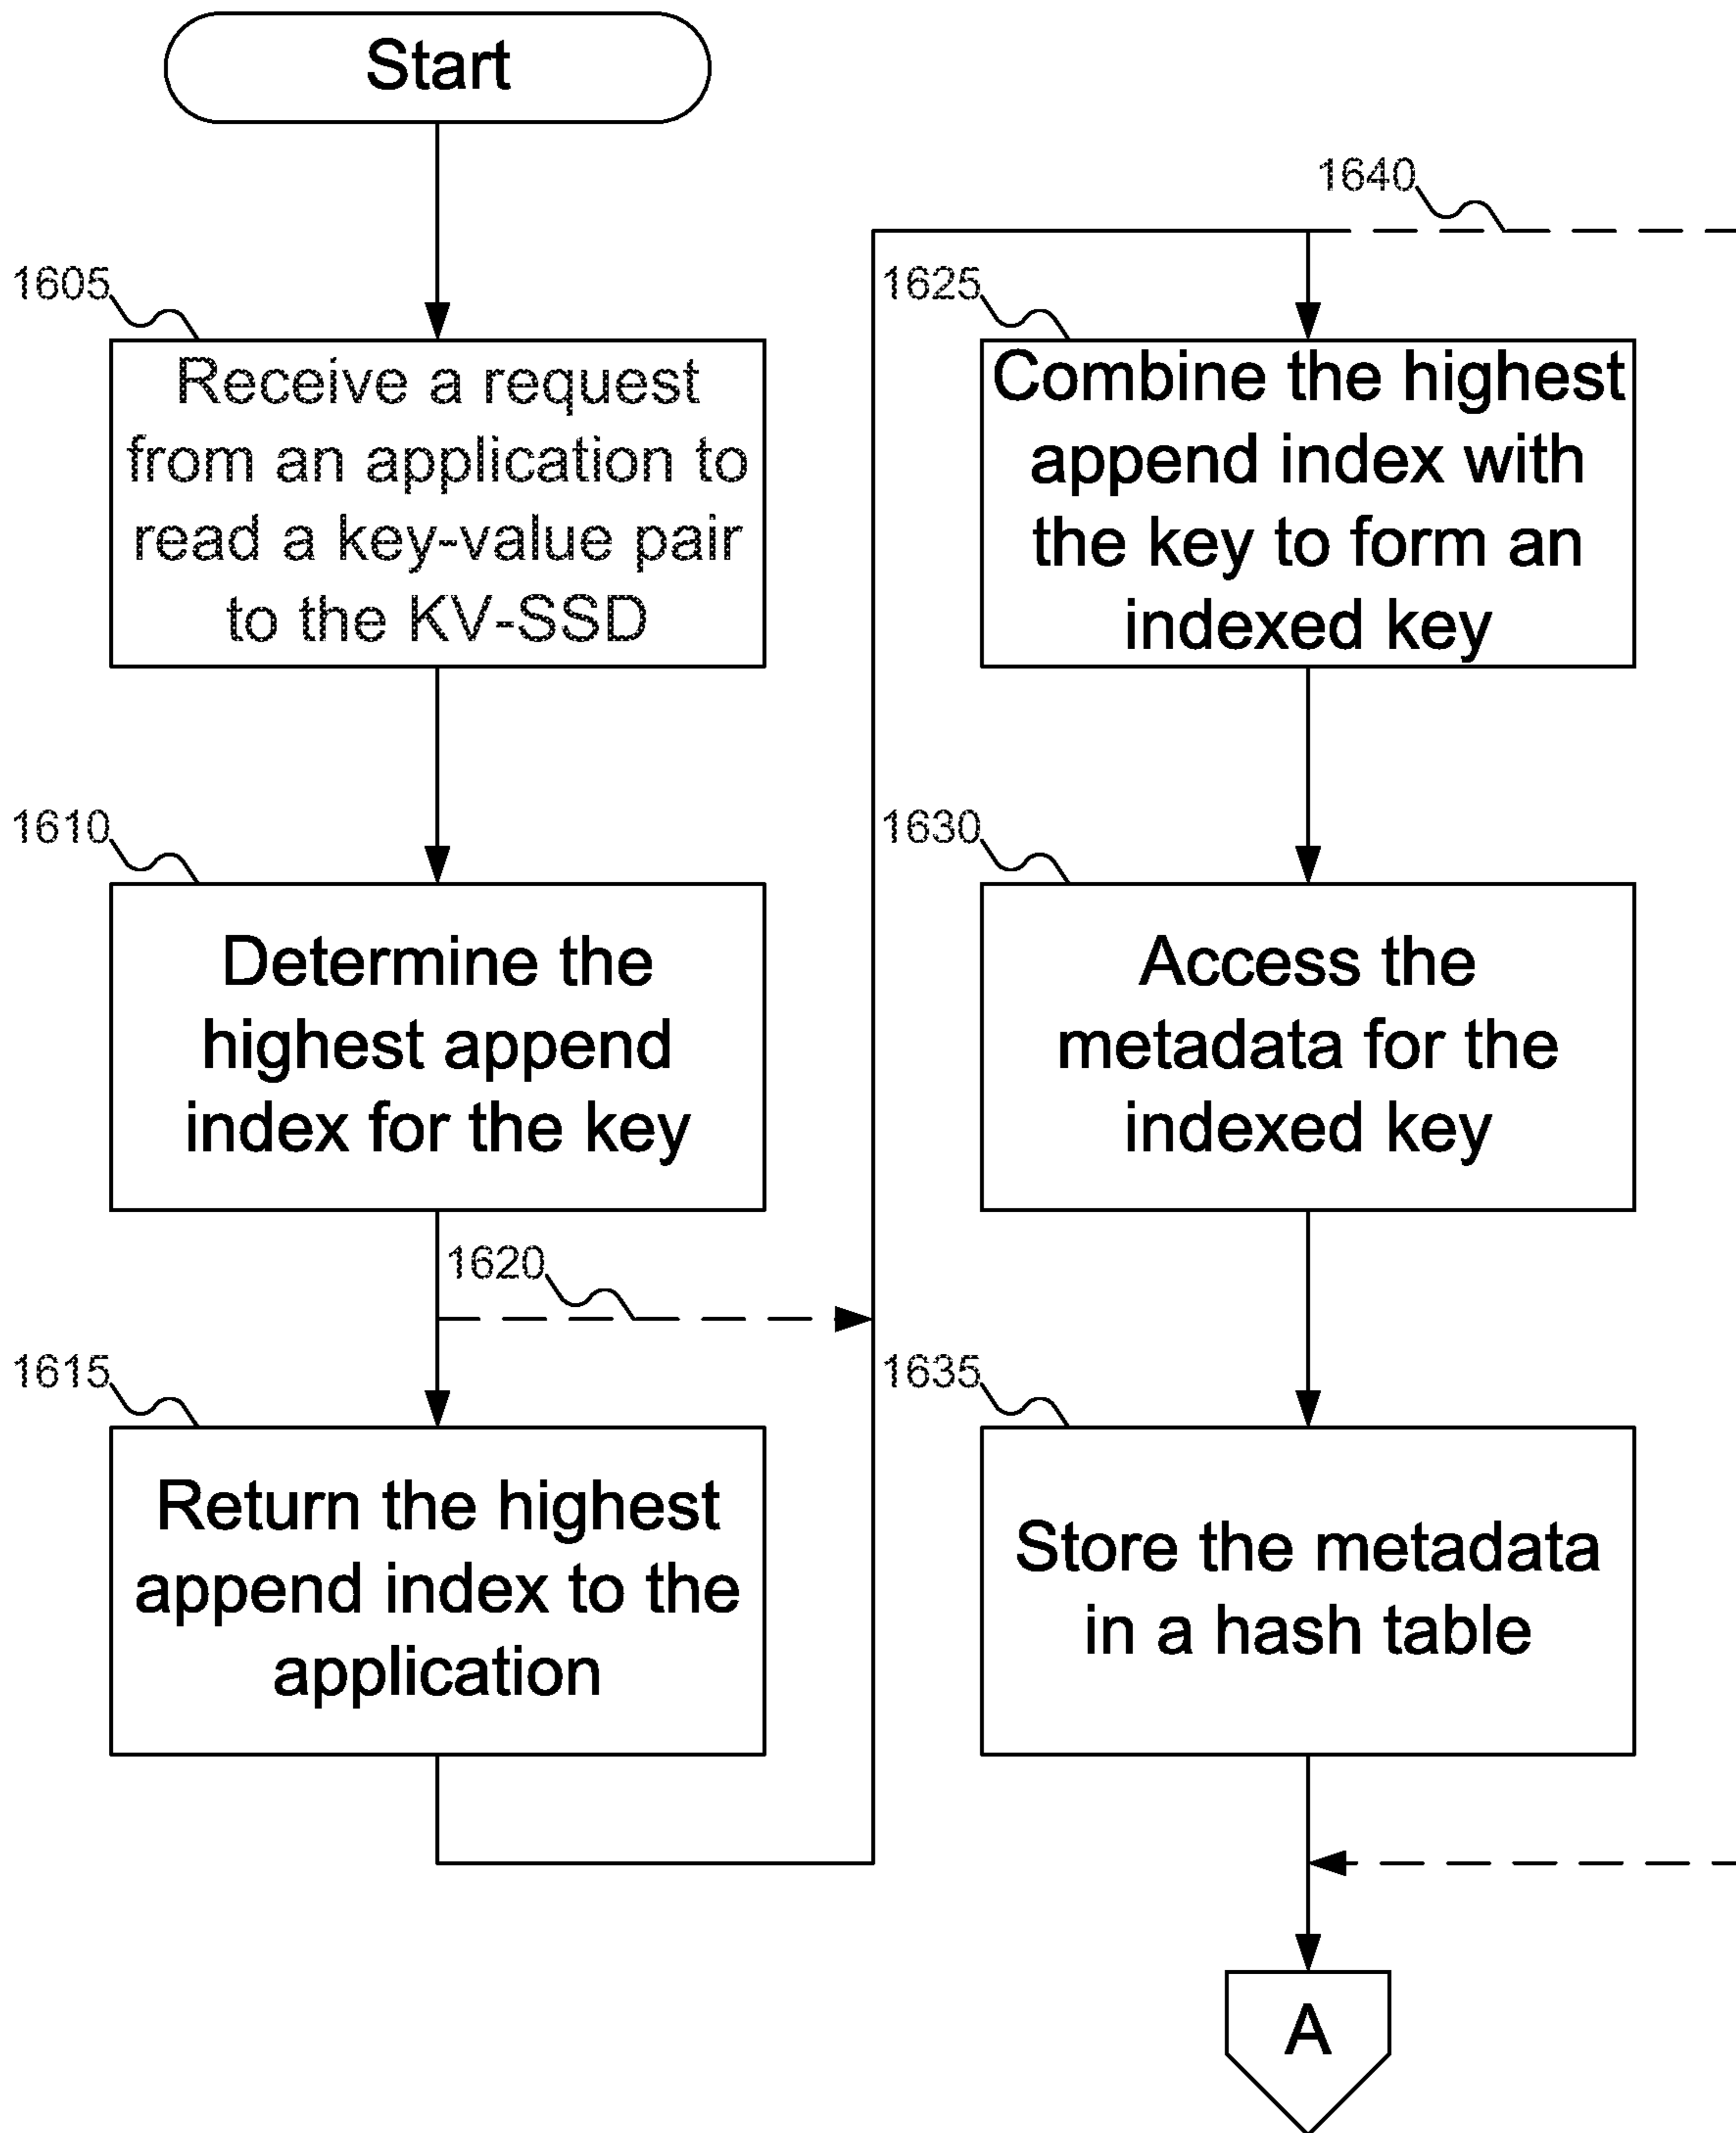 Start
1605
Receive a request
from an application to
read a key-value pair
to the KV-SSD
1610
Determine the
highest append
index for the key
1620
1615
Return the highest
append index to the
application
1640
1625
Combine the highest
append index with
the key to form an
indexed key
1630
Access the
metadata for the
indexed key
1635
Store the metadata
in a hash table
A